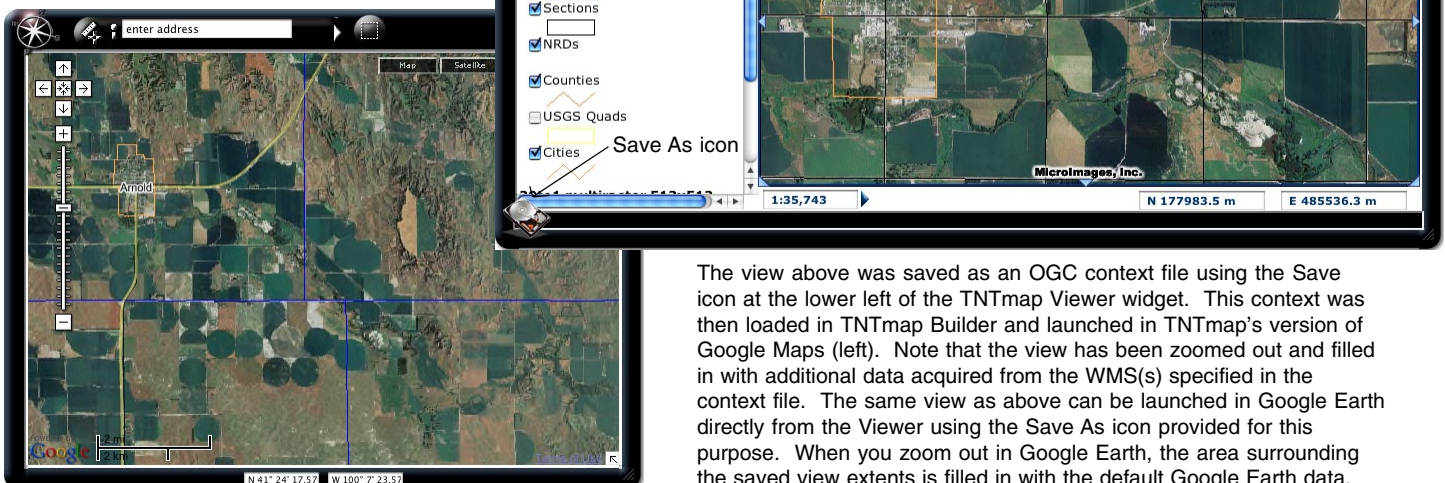 enter address
Map
Satellite
Arnold
2 mi
2 km
POWERED BY
Google
N 41° 24' 17.57
W 100° 7' 23.57
Sections
NRDs
Counties
USGS Quads
Cities
Save As icon
MicroImages, Inc.
1:35,743
N 177983.5 m
E 485536.3 m
The view above was saved as an OGC context file using the Save
icon at the lower left of the TNTmap Viewer widget. This context was
then loaded in TNTmap Builder and launched in TNTmap's version of
Google Maps (left). Note that the view has been zoomed out and filled
in with additional data acquired from the WMS(s) specified in the
context file. The same view as above can be launched in Google Earth
directly from the Viewer using the Save As icon provided for this
purpose. When you zoom out in Google Earth, the area surrounding
the saved view extents is filled in with the default Google Earth data.